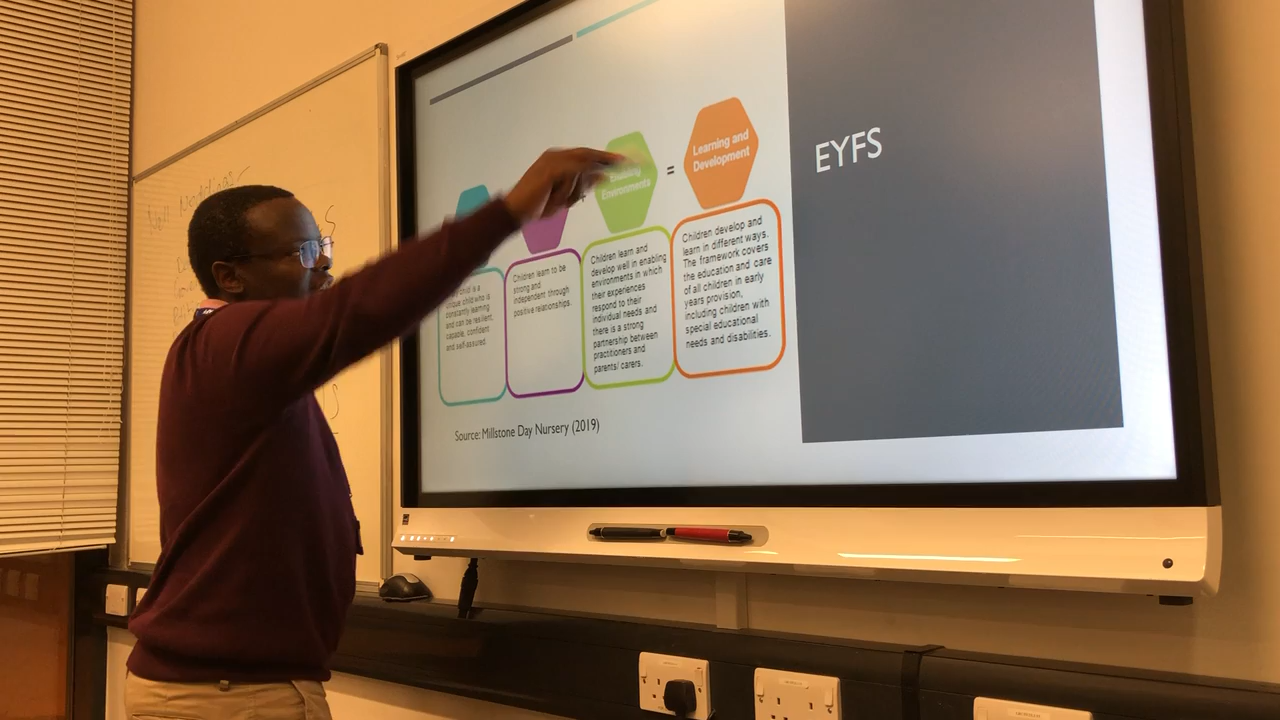 Learning and
Development
=
Enabling
Environments
+
EYFS
child is a
unique child who is
constantly learning
and can be resilient,
capable, confident
and self-assured.
Children learn to be
strong and
independent through
positive relationships.
Children learn and
develop well in enabling
environments in which
their experiences
respond to their
individual needs and
there is a strong
partnership between
practitioners and
parents/ carers.
Children develop and
learn in different ways.
The framework covers
the education and care
of all children in early
years provision,
including children with
special educational
needs and disabilities.
Source: Millstone Day Nursery (2019)